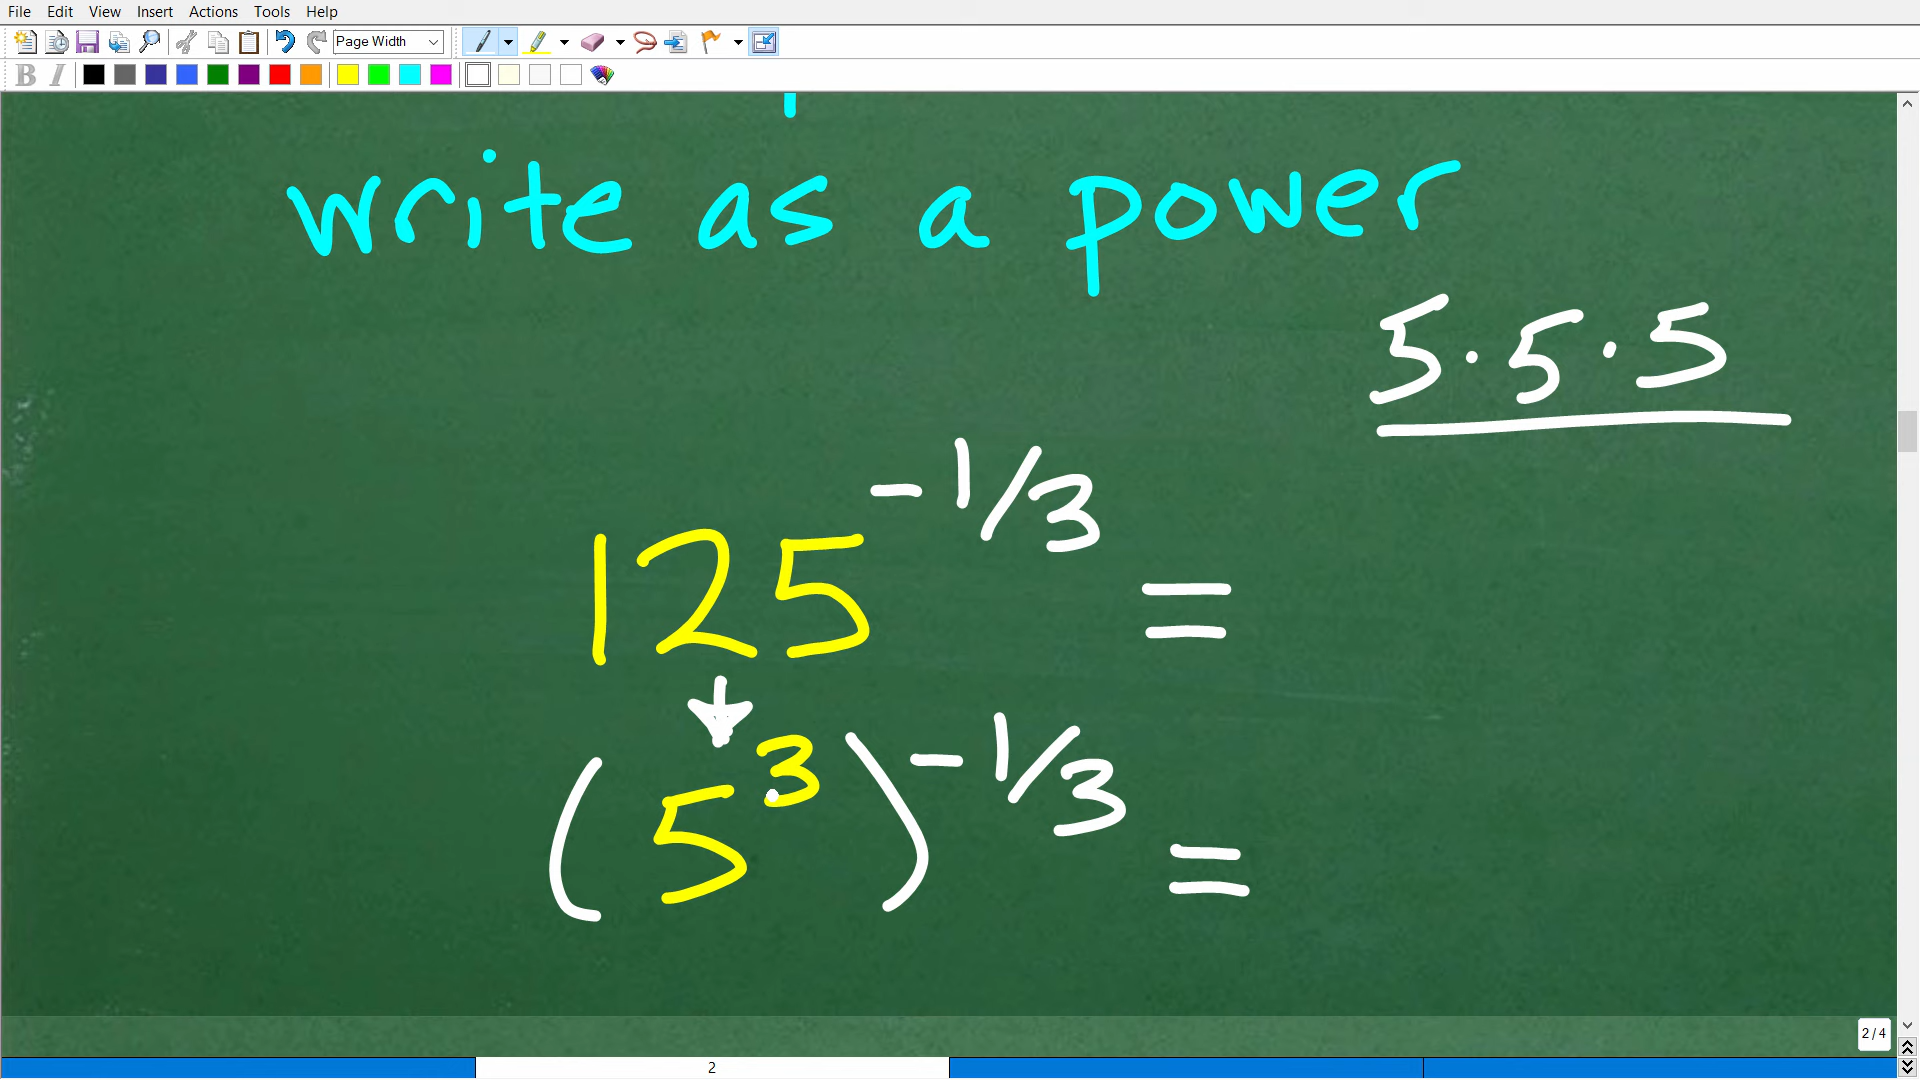 File Edit View Insert Actions Tools Help
Page Width
B I
write as a power
5·5·5
125^-1/3 =
(5^3)^-1/3 =
2 / 4
2